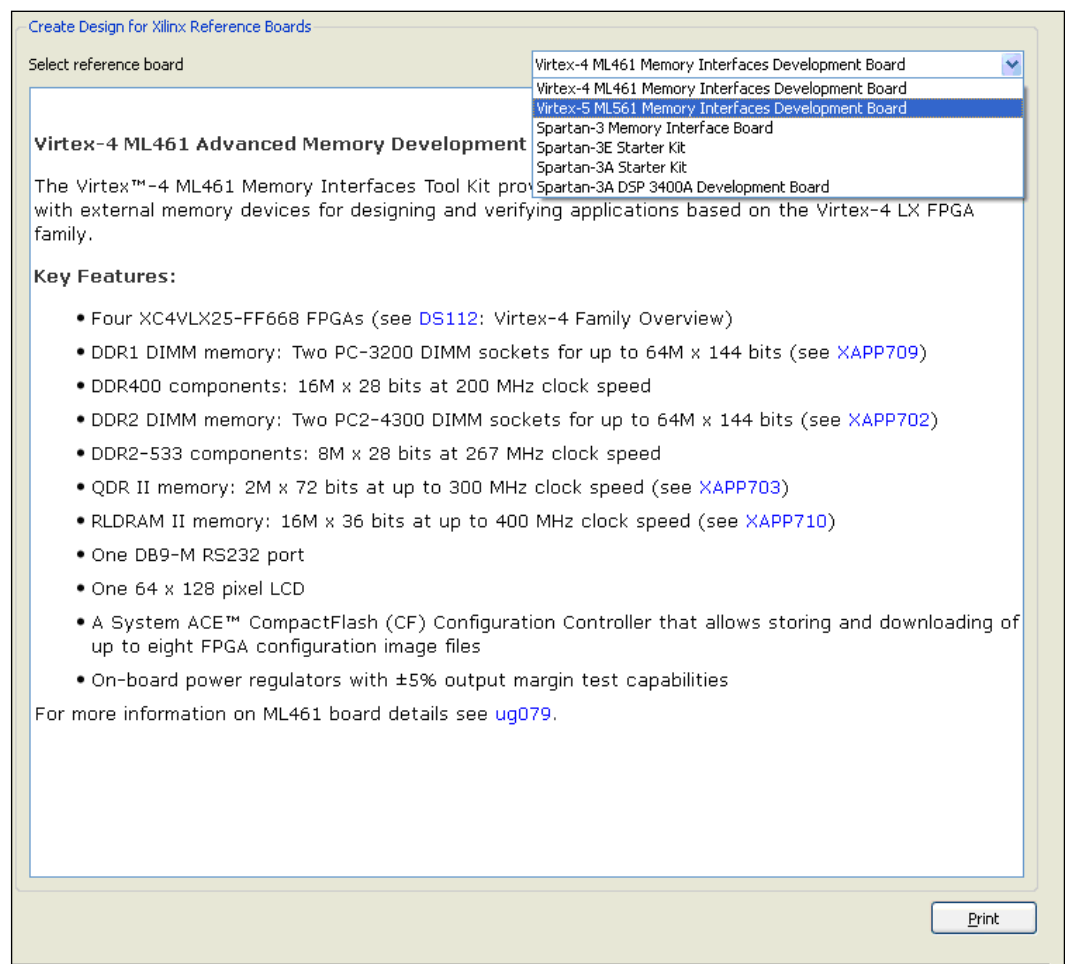 Create Design for Xilinx Reference Boards
Select reference board
Virtex-4 ML461 Memory Interfaces Development Board
Virtex-4 ML461 Memory Interfaces Development Board
Virtex-5 ML561 Memory Interfaces Development Board
Spartan-3 Memory Interface Board
Spartan-3E Starter Kit
Spartan-3A Starter Kit
Spartan-3A DSP 3400A Development Board
Virtex-4 ML461 Advanced Memory Development
The Virtex™-4 ML461 Memory Interfaces Tool Kit
with external memory devices for designing and verifying applications based on the Virtex-4 LX FPGA
family.
Key Features:
• Four XC4VLX25-FF668 FPGAs (see DS112: Virtex-4 Family Overview)
• DDR1 DIMM memory: Two PC-3200 DIMM sockets for up to 64M x 144 bits (see XAPP709)
• DDR400 components: 16M x 28 bits at 200 MHz clock speed
• DDR2 DIMM memory: Two PC2-4300 DIMM sockets for up to 64M x 144 bits (see XAPP702)
• DDR2-533 components: 8M x 28 bits at 267 MHz clock speed
• QDR II memory: 2M x 72 bits at up to 300 MHz clock speed (see XAPP703)
• RLDRAM II memory: 16M x 36 bits at up to 400 MHz clock speed (see XAPP710)
• One DB9-M RS232 port
• One 64 x 128 pixel LCD
• A System ACE™ CompactFlash (CF) Configuration Controller that allows storing and downloading of
up to eight FPGA configuration image files
• On-board power regulators with ±5% output margin test capabilities
For more information on ML461 board details see ug079.
Print